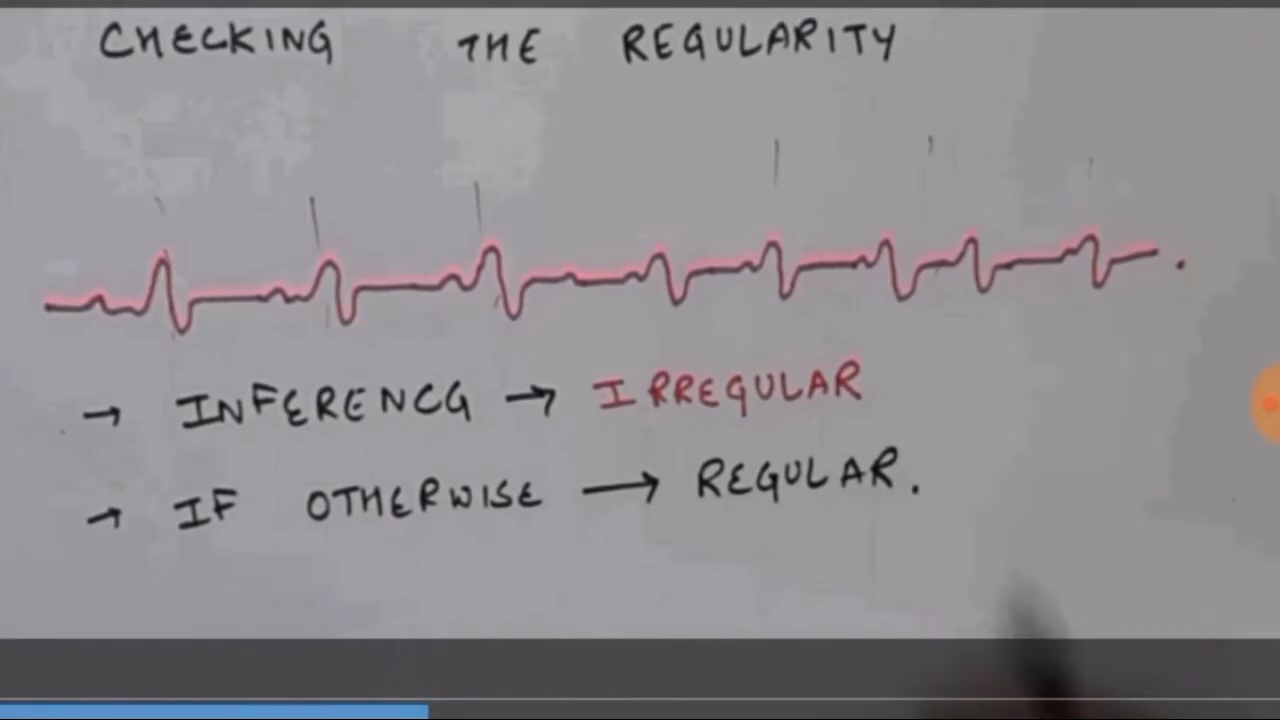 CHECKING THE REGULARITY
→ INFERENCG → IRREGULAR
→ IF OTHERWISE → REGULAR.